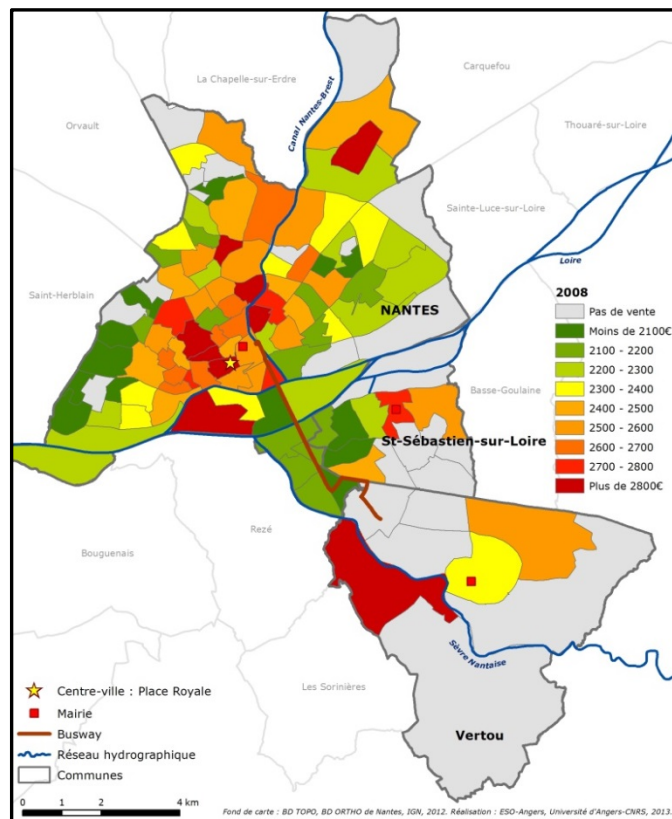 La Chapelle-sur-Erdre
Carquefou
Canal Nantes-Brest
Orvault
Thouaré-sur-Loire
Sainte-Luce-sur-Loire
Loire
Saint-Herblain
NANTES
2008
Pas de vente
Moins de 2100€
2100 - 2200
2200 - 2300
2300 - 2400
2400 - 2500
2500 - 2600
2600 - 2700
2700 - 2800
Plus de 2800€
Basse-Goulaine
St-Sébastien-sur-Loire
Rezé
Bouguenais
Sèvre Nantaise
Les Sorinières
Vertou
Centre-ville : Place Royale
Mairie
Busway
Réseau hydrographique
Communes
0 1 2 4 km
Fond de carte : BD TOPO, BD ORTHO de Nantes, IGN, 2012. Réalisation : ESO-Angers, Université d'Angers-CNRS, 2013.